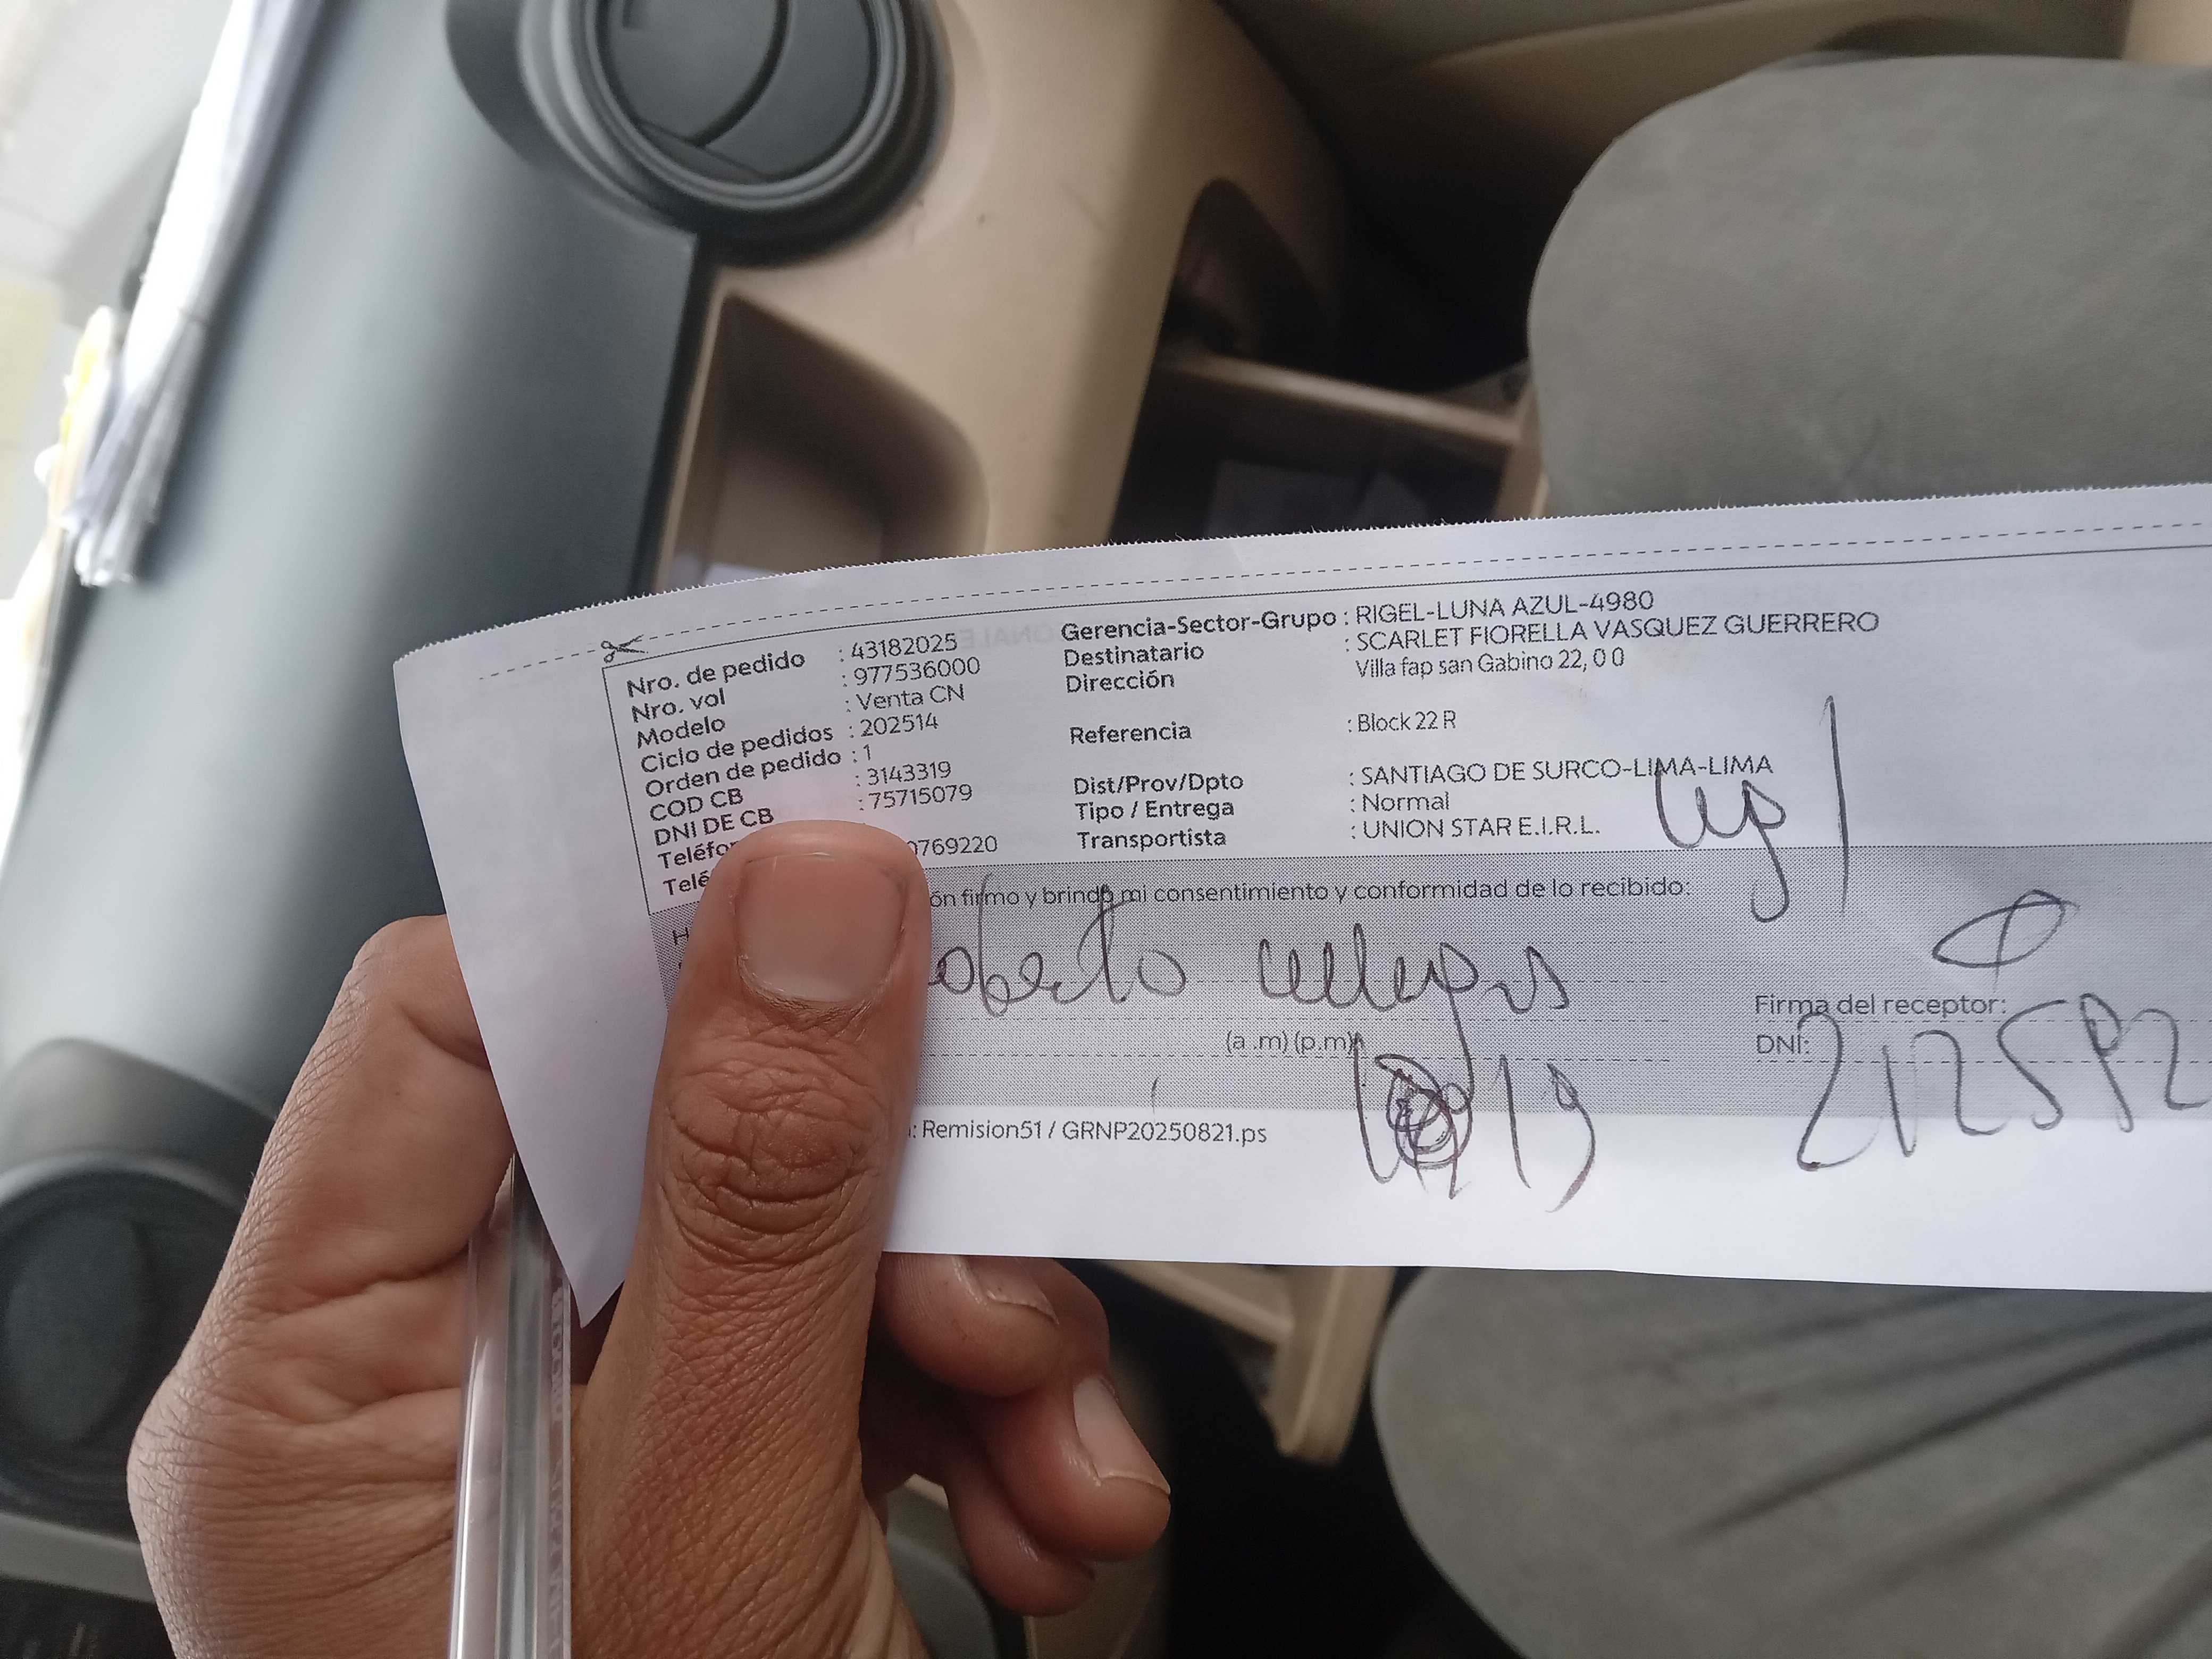 Nro. de pedido : 43182025
Nro. vol : 977536000
Modelo : Venta CN
Ciclo de pedidos : 202514
Orden de pedido : 1
COD CB : 3143319
DNI DE CB : 75715079
0769220
Gerencia-Sector-Grupo : RIGEL-LUNA AZUL-4980
Destinatario : SCARLET FIORELLA VASQUEZ GUERRERO
Dirección Villa fap san Gabino 22, 0 0
Referencia : Block 22 R
Dist/Prov/Dpto : SANTIAGO DE SURCO-LIMA-LIMA
Tipo / Entrega : Normal
Transportista : UNION STAR E.I.R.L.
firmo y brindo mi consentimiento y conformidad de lo recibido:
oberto
Firma del receptor:
(a .m) (p.m)
DNI:
: Remision51 / GRNP20250821.ps